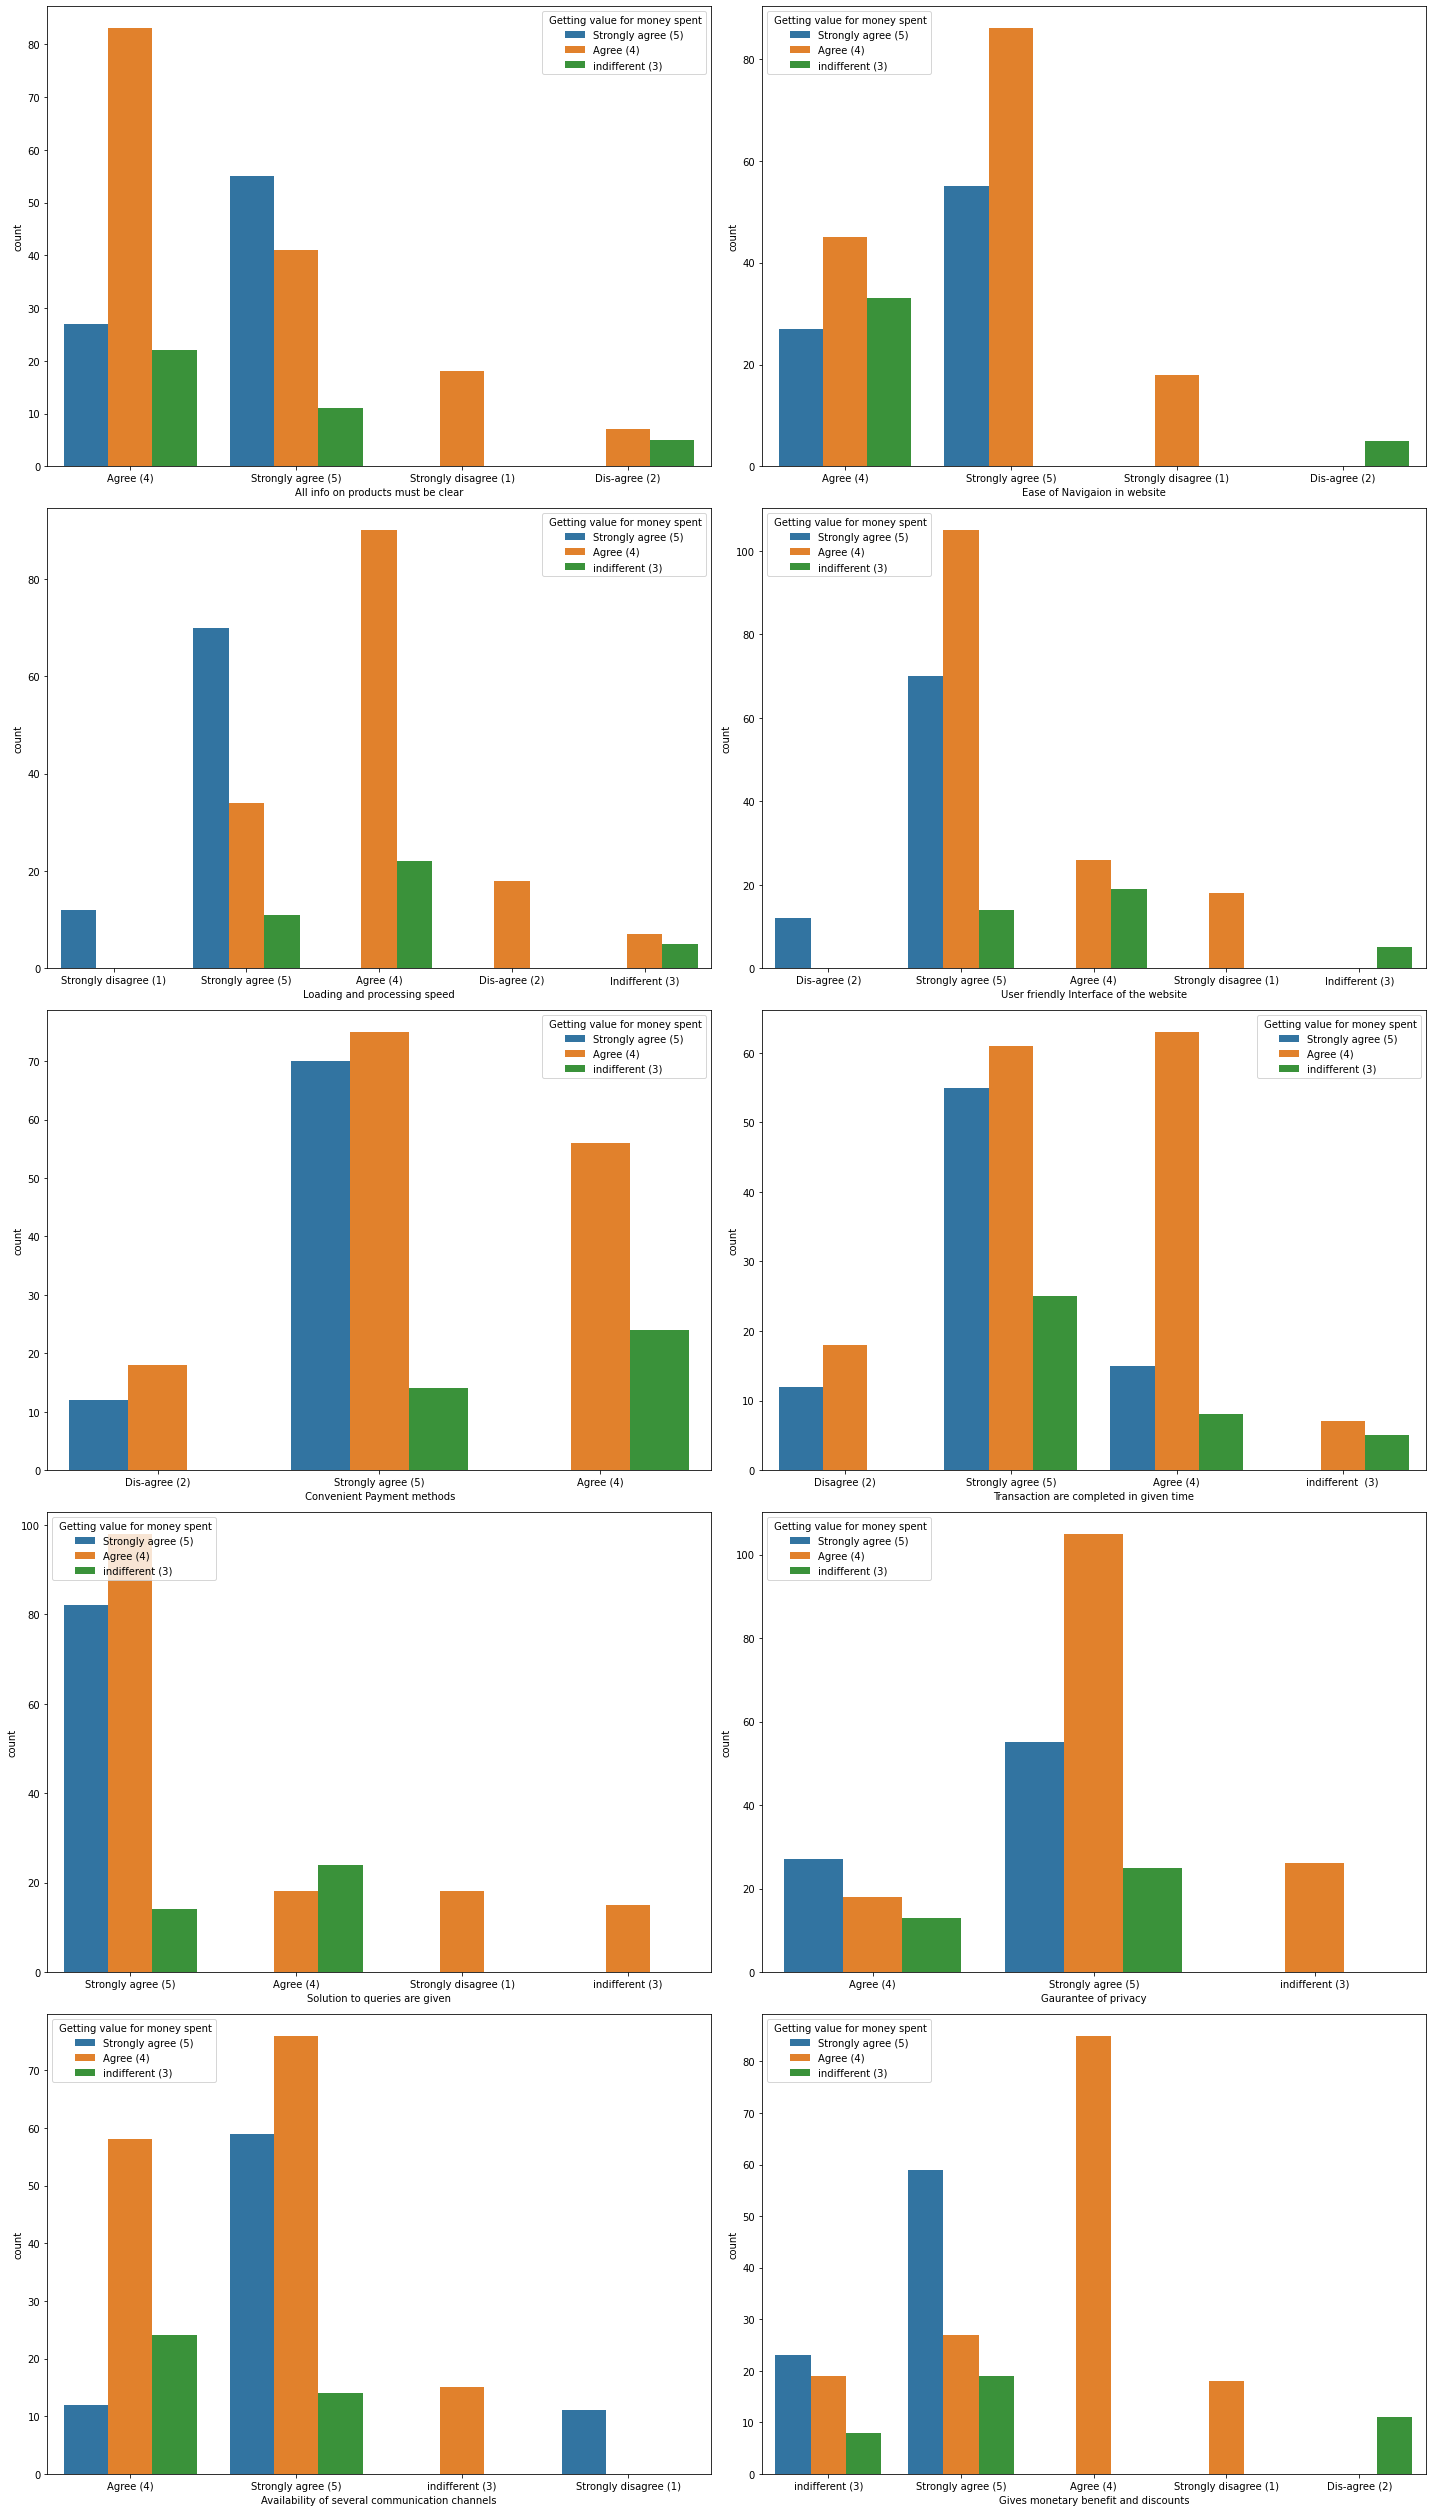 Getting value for money spent
Strongly agree (5)
Agree (4)
indifferent (3)
80
70
60
50
40
30
20
10
0
count
Agree (4) Strongly agree (5) Strongly disagree (1) Dis-agree (2)
All info on products must be clear
Getting value for money spent
Strongly agree (5)
Agree (4)
indifferent (3)
80
60
40
20
0
count
Agree (4) Strongly agree (5) Strongly disagree (1) Dis-agree (2)
Ease of Navigaion in website
Getting value for money spent
Strongly agree (5)
Agree (4)
indifferent (3)
80
60
40
20
0
count
Strongly disagree (1) Strongly agree (5) Agree (4) Dis-agree (2) Indifferent (3)
Loading and processing speed
Getting value for money spent
Strongly agree (5)
Agree (4)
indifferent (3)
100
80
60
40
20
0
count
Dis-agree (2) Strongly agree (5) Agree (4) Strongly disagree (1) Indifferent (3)
User friendly Interface of the website
Getting value for money spent
Strongly agree (5)
Agree (4)
indifferent (3)
70
60
50
40
30
20
10
0
count
Dis-agree (2) Strongly agree (5) Agree (4)
Convenient Payment methods
Getting value for money spent
Strongly agree (5)
Agree (4)
indifferent (3)
60
50
40
30
20
10
0
count
Disagree (2) Strongly agree (5) Agree (4) indifferent  (3)
Transaction are completed in given time
Getting value for money spent
Strongly agree (5)
Agree (4)
indifferent (3)
100
80
60
40
20
0
count
Strongly agree (5) Agree (4) Strongly disagree (1) indifferent (3)
Solution to queries are given
Getting value for money spent
Strongly agree (5)
Agree (4)
indifferent (3)
100
80
60
40
20
0
count
Agree (4) Strongly agree (5) indifferent (3)
Gaurantee of privacy
Getting value for money spent
Strongly agree (5)
Agree (4)
indifferent (3)
70
60
50
40
30
20
10
0
count
Agree (4) Strongly agree (5) indifferent (3) Strongly disagree (1)
Availability of several communication channels
Getting value for money spent
Strongly agree (5)
Agree (4)
indifferent (3)
80
70
60
50
40
30
20
10
0
count
indifferent (3) Strongly agree (5) Agree (4) Strongly disagree (1) Dis-agree (2)
Gives monetary benefit and discounts